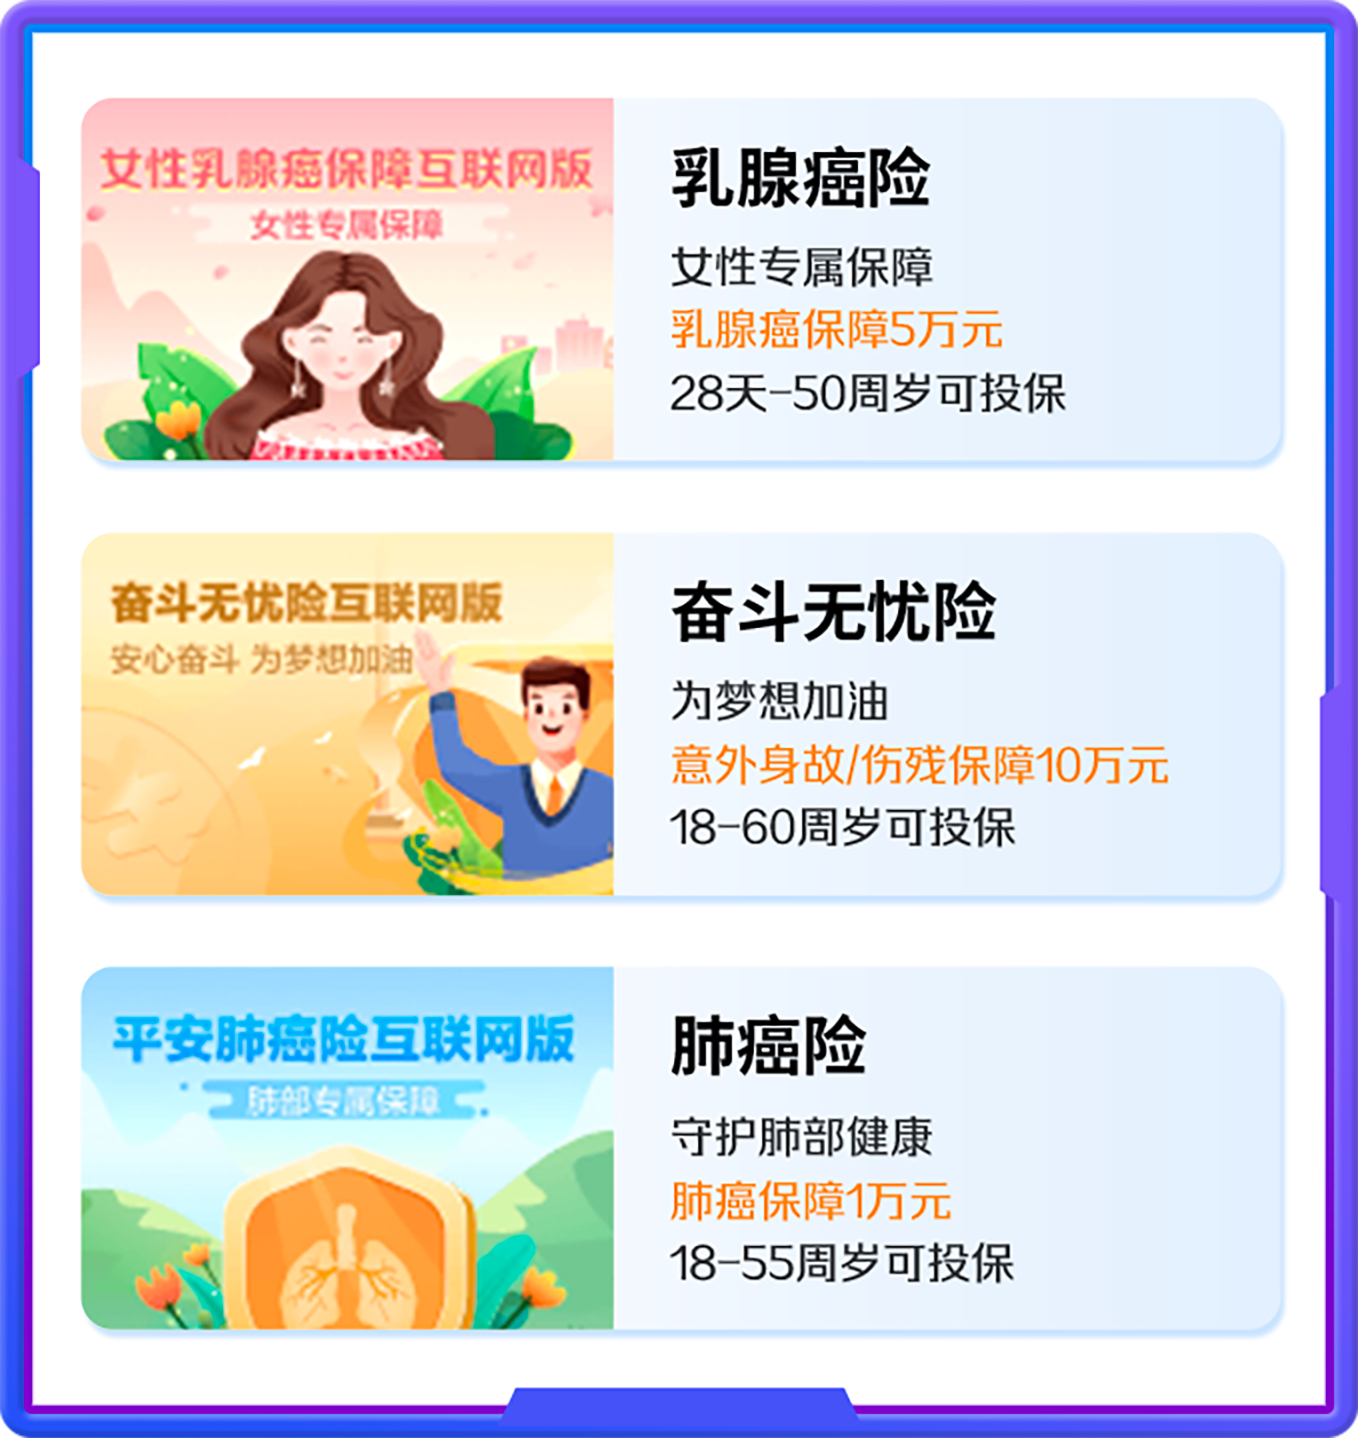 女性乳腺癌保障互联网版
女性专属保障
乳腺癌险
女性专属保障
乳腺癌保障5万元
28天-50周岁可投保
奋斗无忧险互联网版
安心奋斗 为梦想加油
奋斗无忧险
为梦想加油
意外身故/伤残保障10万元
18-60周岁可投保
平安肺癌险互联网版
肺部专属保障
肺癌险
守护肺部健康
肺癌保障1万元
18-55周岁可投保